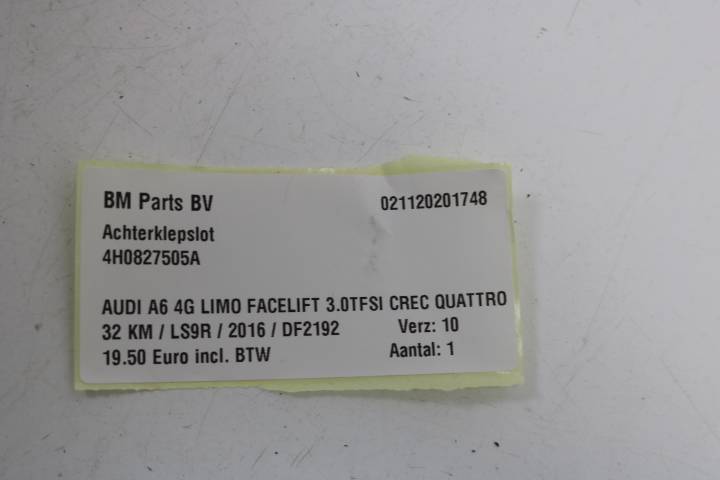 BM Parts BV 021120201748
Achterklepslot
4H0827505A
AUDI A6 4G LIMO FACELIFT 3.0TFSI CREC QUATTRO
32 KM / LS9R / 2016 / DF2192 Verz: 10
19.50 Euro incl. BTW Aantal: 1